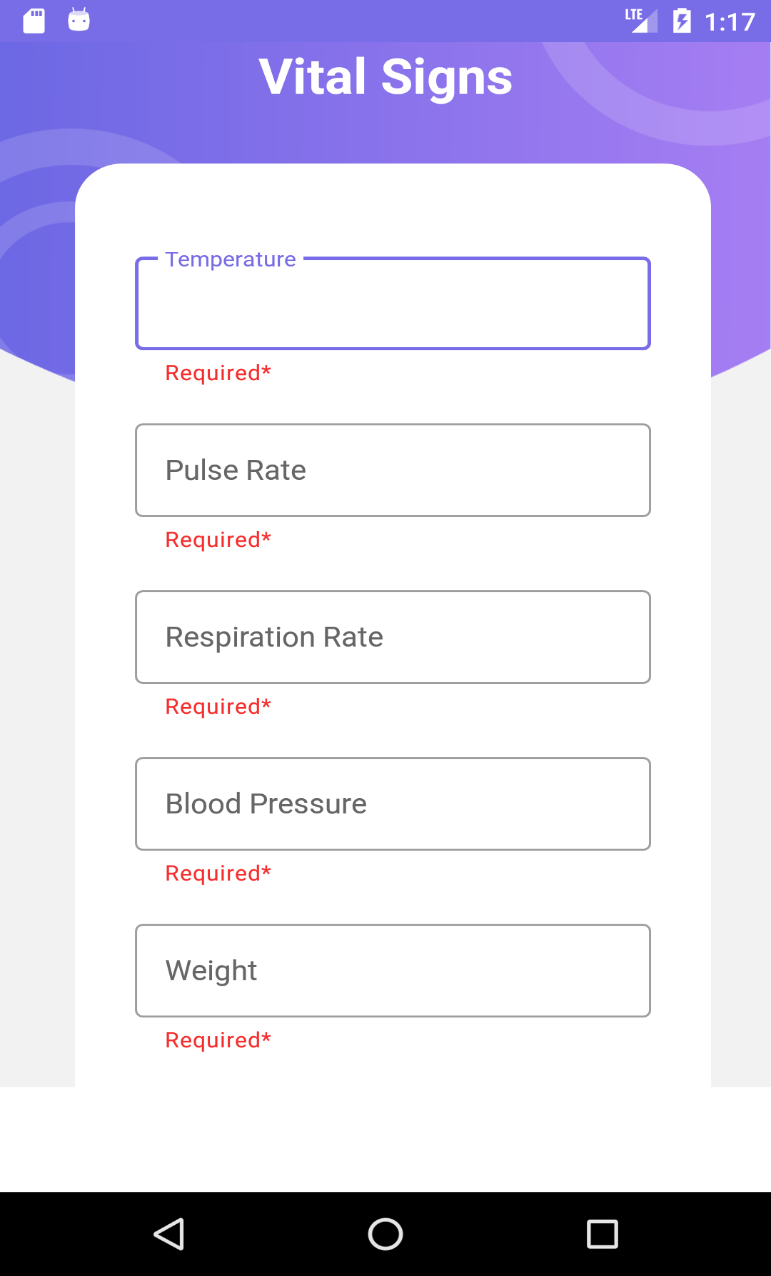 LTE 1:17
Vital Signs
Temperature
Required*
Pulse Rate
Required*
Respiration Rate
Required*
Blood Pressure
Required*
Weight
Required*